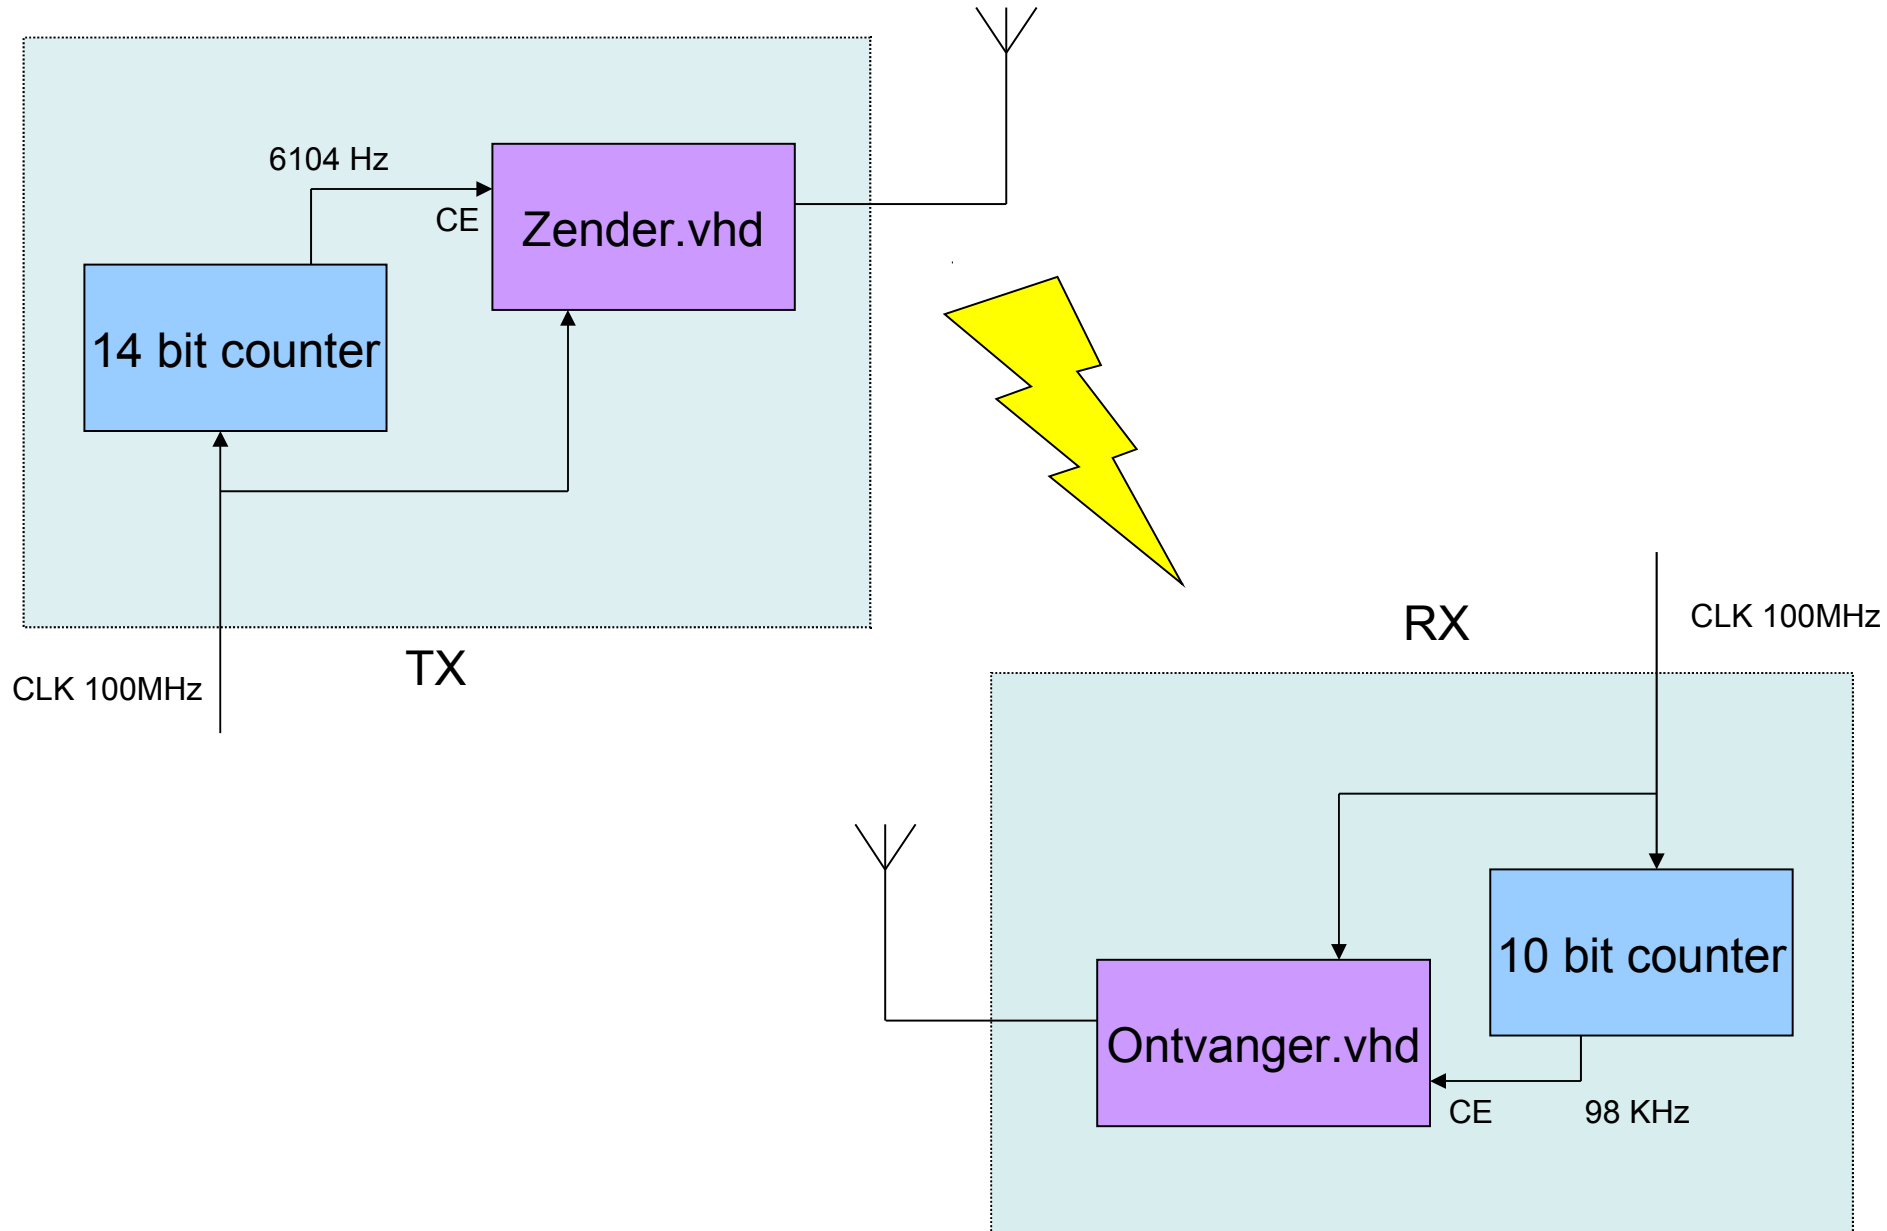 6104 Hz
CE
Zender.vhd
14 bit counter
TX
CLK 100MHz
RX
CLK 100MHz
10 bit counter
Ontvanger.vhd
CE
98 KHz